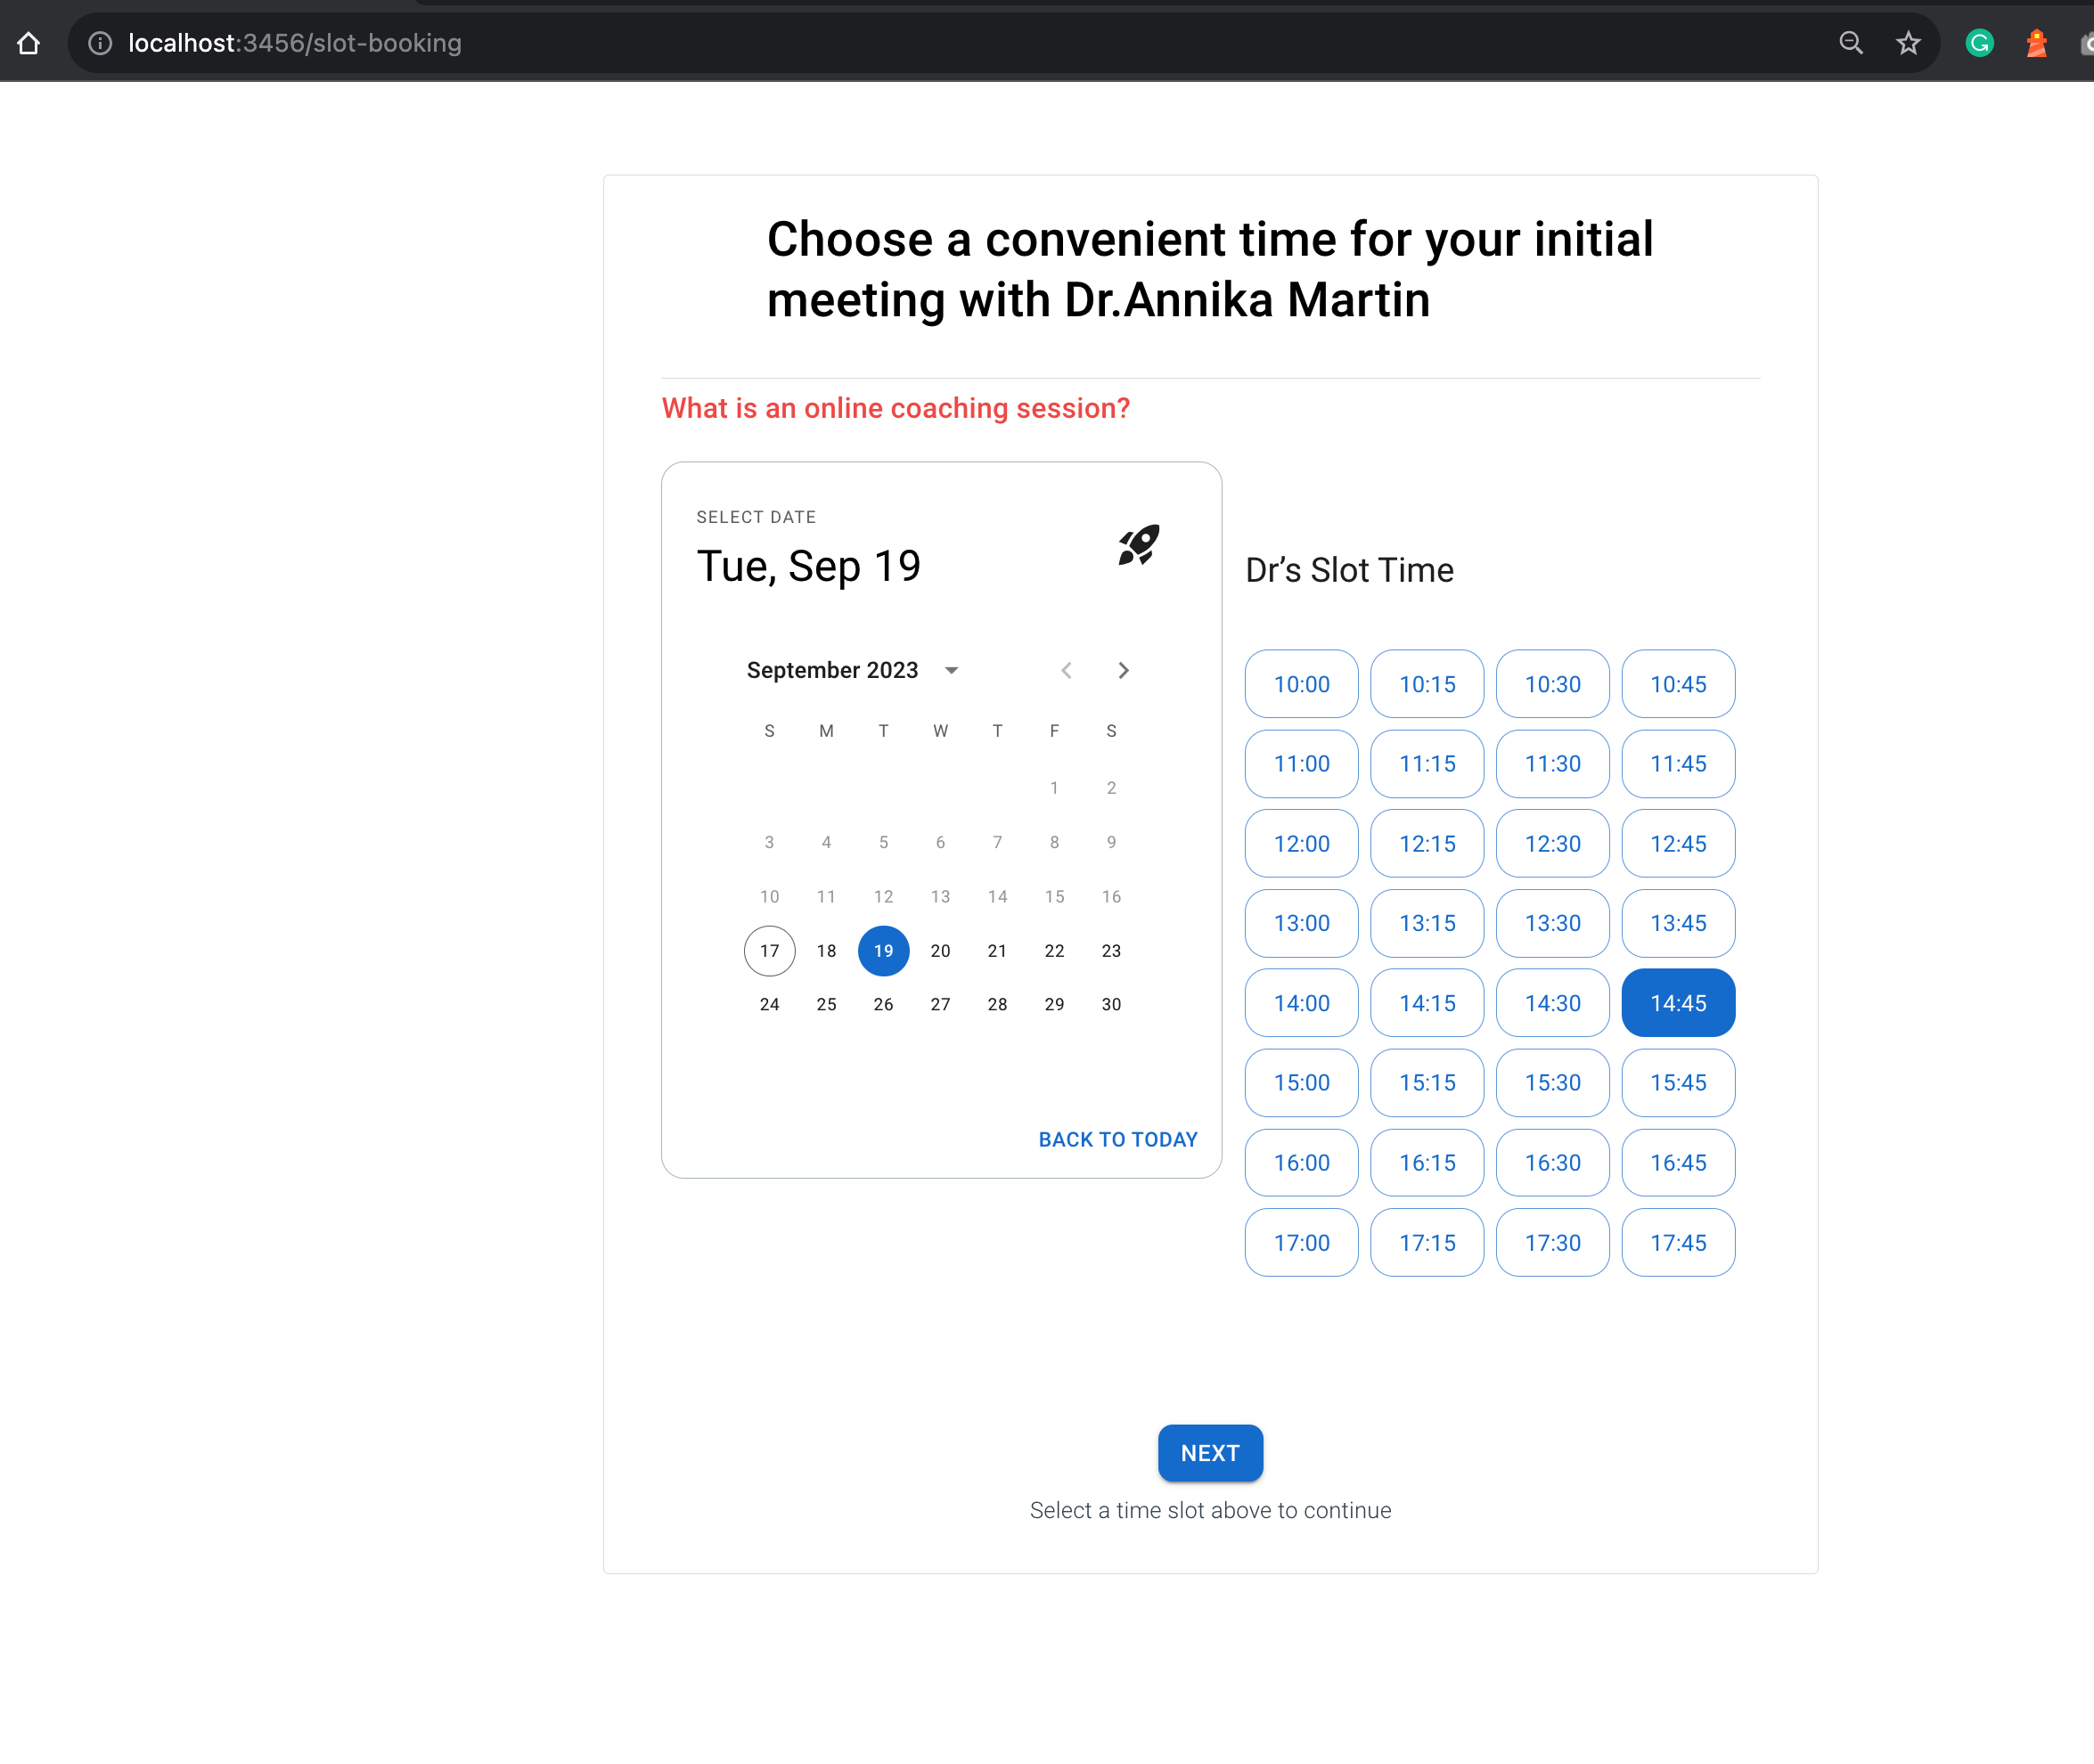 localhost:3456/slot-booking
Choose a convenient time for your initial
meeting with Dr.Annika Martin
What is an online coaching session?
SELECT DATE
Tue, Sep 19
September 2023
S M T W T F S
1 2
3 4 5 6 7 8 9
10 11 12 13 14 15 16
17 18 19 20 21 22 23
24 25 26 27 28 29 30
BACK TO TODAY
Dr’s Slot Time
10:00 10:15 10:30 10:45
11:00 11:15 11:30 11:45
12:00 12:15 12:30 12:45
13:00 13:15 13:30 13:45
14:00 14:15 14:30 14:45
15:00 15:15 15:30 15:45
16:00 16:15 16:30 16:45
17:00 17:15 17:30 17:45
NEXT
Select a time slot above to continue